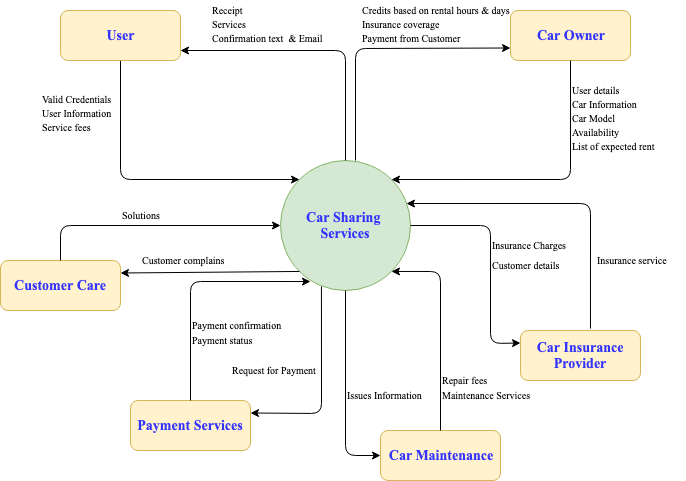 Receipt
Services
Confirmation text & Email
Credits based on rental hours & days
Insurance coverage
Payment from Customer
User
Car Owner
Valid Credentials
User Information
Service fees
User details
Car Information
Car Model
Availability
List of expected rent
Car Sharing
Services
Solutions
Insurance Charges
Customer details
Insurance service
Customer complains
Customer Care
Payment confirmation
Payment status
Car Insurance
Provider
Request for Payment
Repair fees
Maintenance Services
Issues Information
Payment Services
Car Maintenance